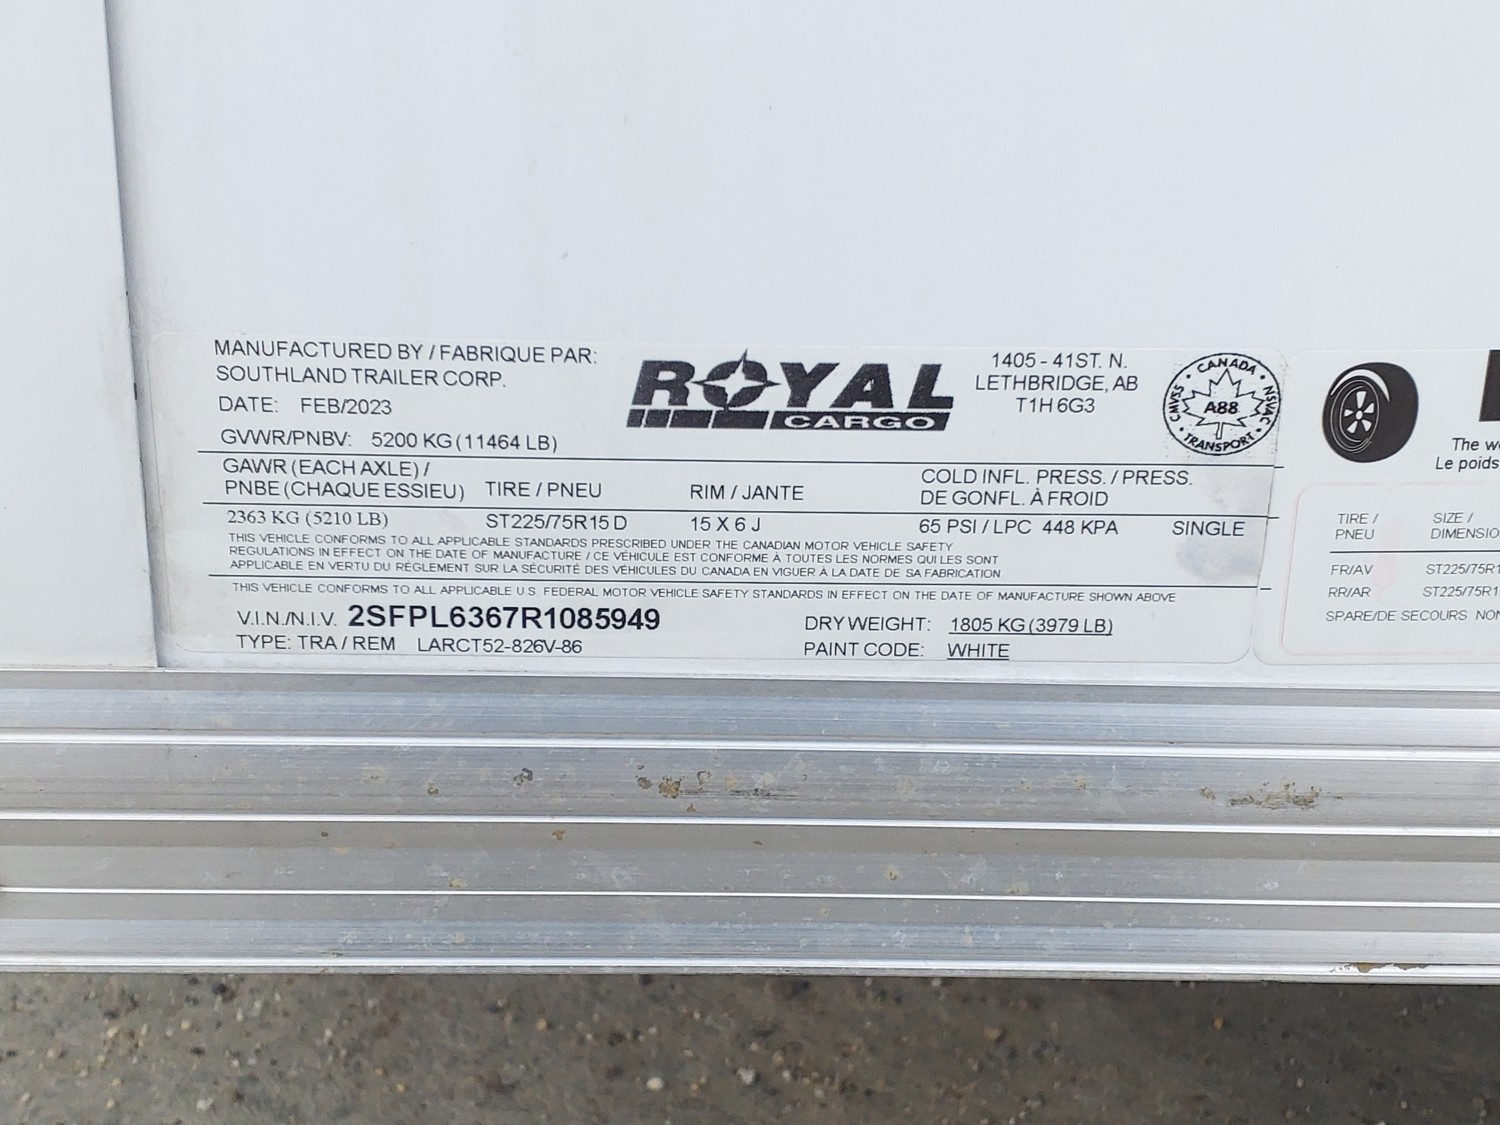 MANUFACTURED BY / FABRIQUE PAR:
SOUTHLAND TRAILER CORP.
DATE: FEB/2023
GVWR/PNBV: 5200 KG (11464 LB)
ROYAL
CARGO
1405 - 41ST. N.
LETHBRIDGE, AB
T1H 6G3
CANADA
CMVSS
NSVAC
A88
TRANSPORT
GAWR (EACH AXLE) /
PNBE (CHAQUE ESSIEU) TIRE / PNEU RIM / JANTE COLD INFL. PRESS. / PRESS.
DE GONFL. À FROID
2363 KG (5210 LB) ST225/75R15 D 15 X 6 J 65 PSI / LPC 448 KPA SINGLE
THIS VEHICLE CONFORMS TO ALL APPLICABLE STANDARDS PRESCRIBED UNDER THE CANADIAN MOTOR VEHICLE SAFETY
REGULATIONS IN EFFECT ON THE DATE OF MANUFACTURE / CE VÉHICULE EST CONFORME À TOUTES LES NORMES QUI LES SONT
APPLICABLE EN VERTU DU RÉGLEMENT SUR LA SÉCURITÉ DES VÉHICULES DU CANADA EN VIGUER À LA DATE DE SA FABRICATION
THIS VEHICLE CONFORMS TO ALL APPLICABLE U.S. FEDERAL MOTOR VEHICLE SAFETY STANDARDS IN EFFECT ON THE DATE OF MANUFACTURE SHOWN ABOVE
V.I.N./N.I.V. 2SFPL6367R1085949
DRY WEIGHT: 1805 KG (3979 LB)
TYPE: TRA / REM LARCT52-826V-86
PAINT CODE: WHITE
The
Le poids
TIRE / SIZE /
PNEU DIMENSIO
FR/AV ST225/75R1
RR/AR ST225/75R1
SPARE/DE SECOURS NON